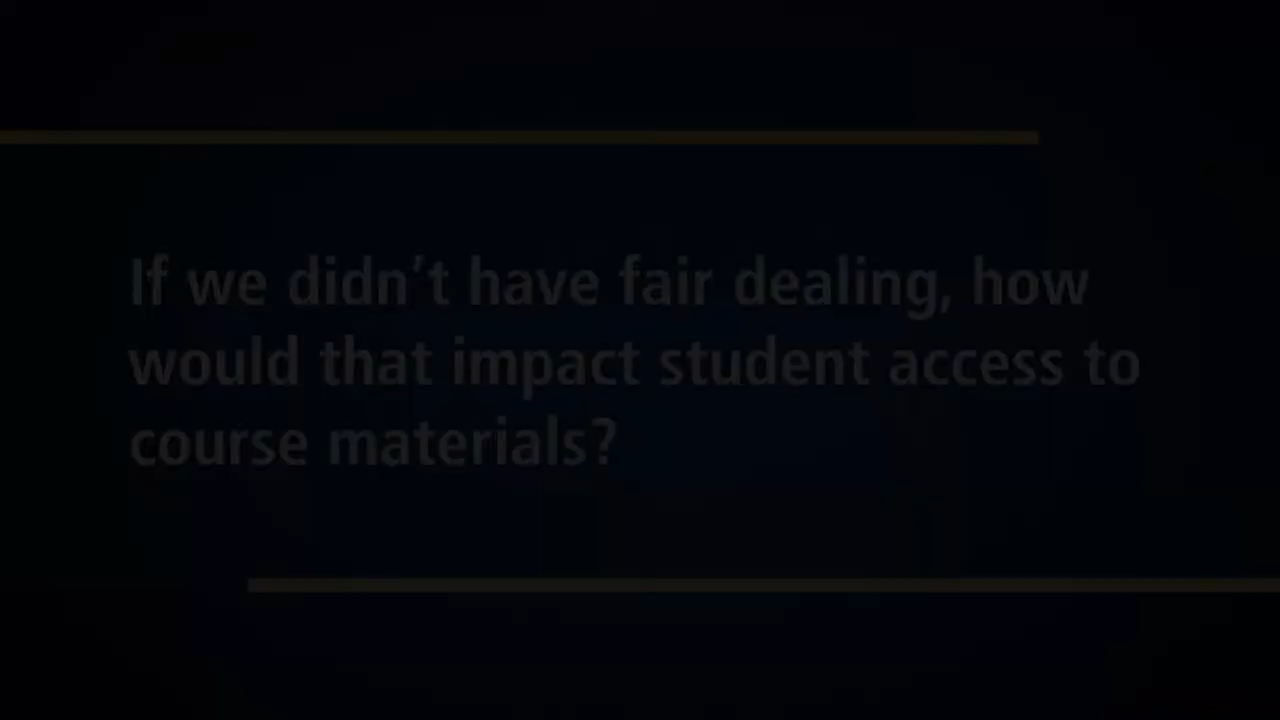 If we didn’t have fair dealing, how
would that impact student access to
course materials?